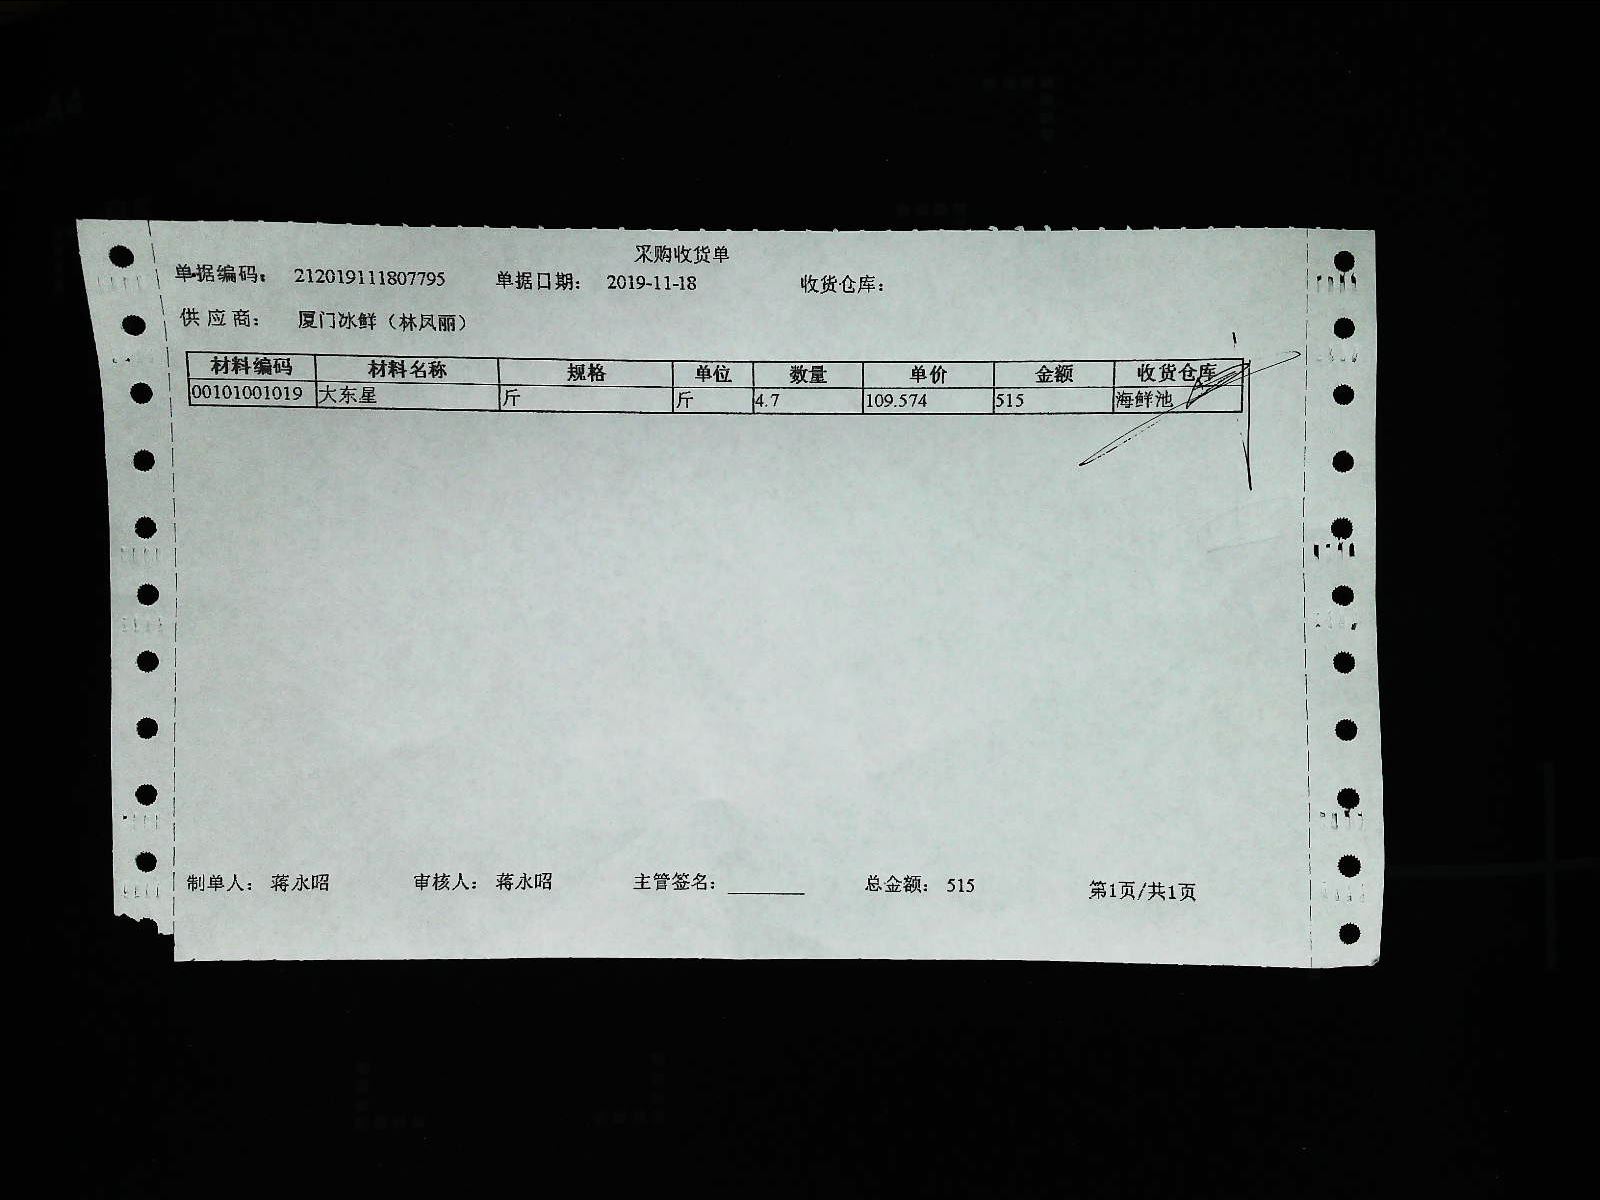 采购收货单
单据编码： 212019111807795 单据日期： 2019-11-18 收货仓库：
供应商： 厦门冰鲜（林凤丽）
材料编码 材料名称 规格 单位 数量 单价 金额 收货仓库
00101001019 大东星 斤 斤 4.7 109.574 515 海鲜池
制单人： 蒋永昭 审核人： 蒋永昭 主管签名： 总金额： 515 第1页/共1页